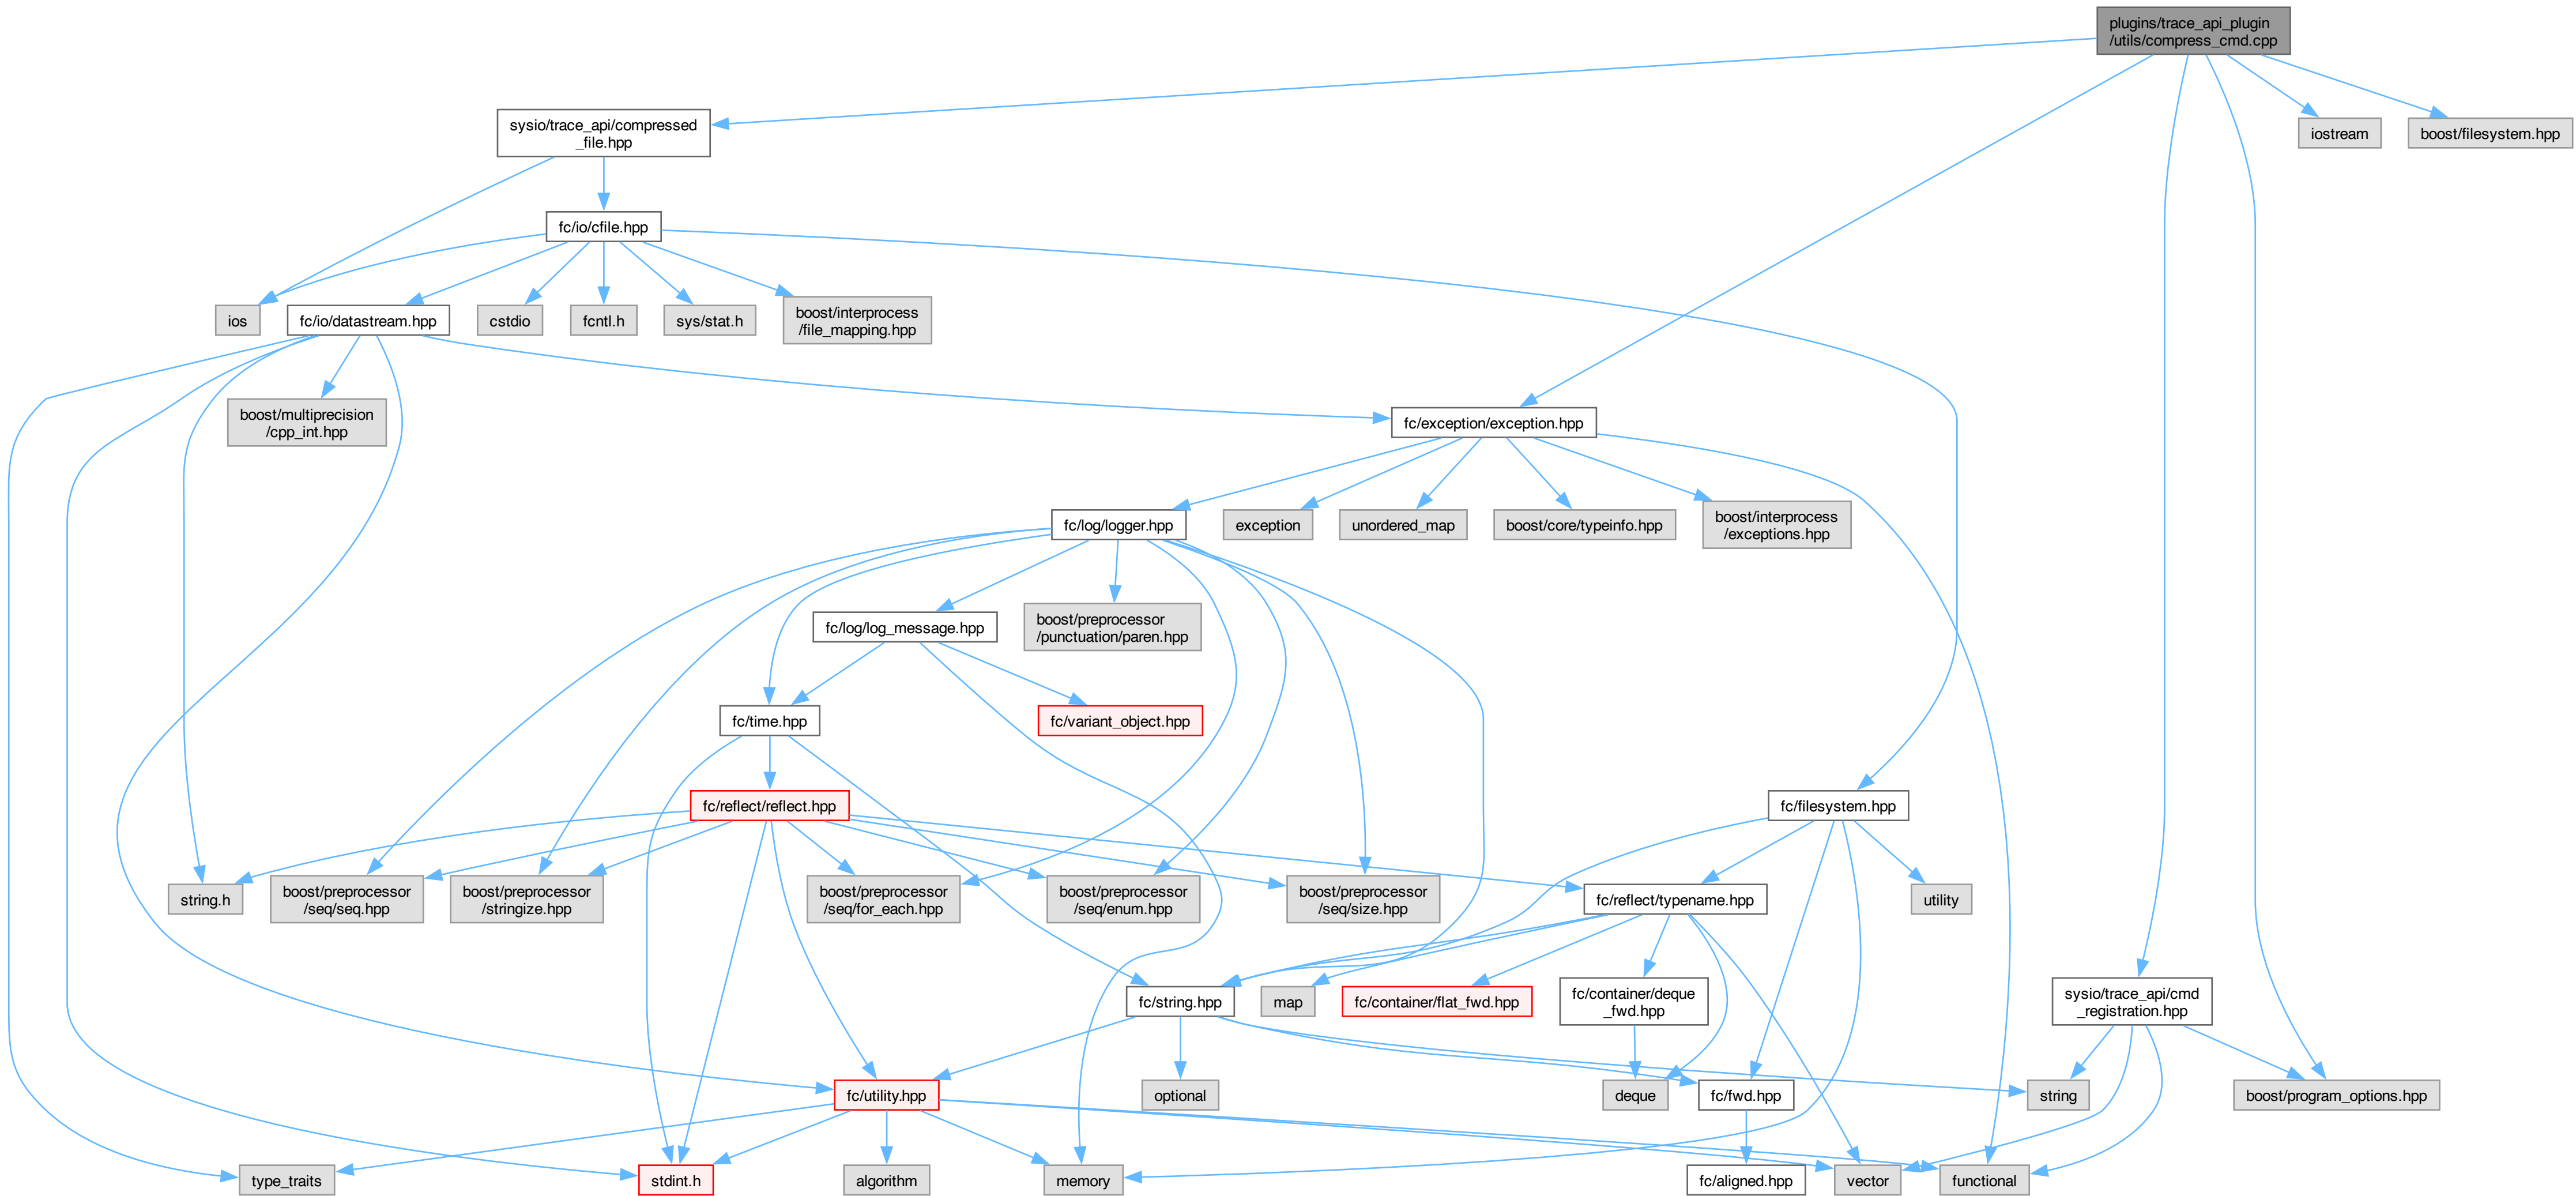 plugins/trace_api_plugin
/utils/compress_cmd.cpp
sysio/trace_api/compressed
_file.hpp
iostream
boost/filesystem.hpp
fc/io/cfile.hpp
ios
fc/io/datastream.hpp
cstdio
fcntl.h
sys/stat.h
boost/interprocess
/file_mapping.hpp
boost/multiprecision
/cpp_int.hpp
fc/exception/exception.hpp
fc/log/logger.hpp
exception
unordered_map
boost/core/typeinfo.hpp
boost/interprocess
/exceptions.hpp
fc/log/log_message.hpp
boost/preprocessor
/punctuation/paren.hpp
fc/time.hpp
fc/variant_object.hpp
fc/reflect/reflect.hpp
fc/filesystem.hpp
string.h
boost/preprocessor
/seq/seq.hpp
boost/preprocessor
/stringize.hpp
boost/preprocessor
/seq/for_each.hpp
boost/preprocessor
/seq/enum.hpp
boost/preprocessor
/seq/size.hpp
fc/reflect/typename.hpp
utility
fc/string.hpp
map
fc/container/flat_fwd.hpp
fc/container/deque
_fwd.hpp
sysio/trace_api/cmd
_registration.hpp
fc/utility.hpp
optional
deque
fc/fwd.hpp
string
boost/program_options.hpp
type_traits
stdint.h
algorithm
memory
fc/aligned.hpp
vector
functional